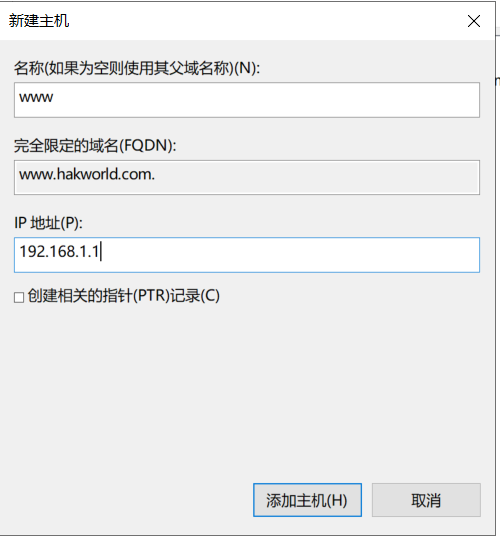 新建主机
名称(如果为空则使用其父域名称)(N):
www
完全限定的域名(FQDN):
www.hakworld.com.
IP 地址(P):
192.168.1.1
创建相关的指针(PTR)记录(C)
添加主机(H)
取消